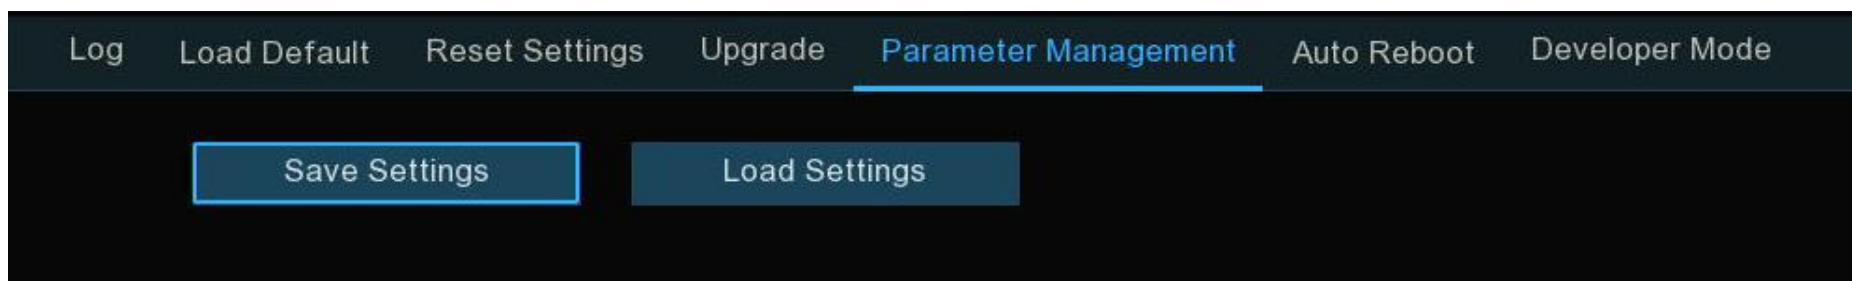 Log Load Default Reset Settings Upgrade Parameter Management Auto Reboot Developer Mode
Save Settings Load Settings